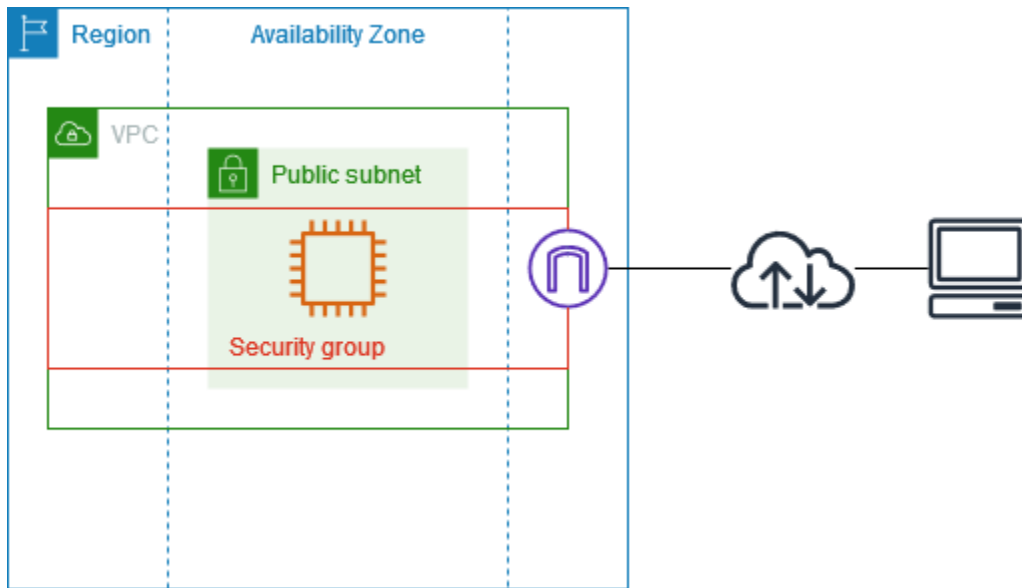 Region
Availability Zone
VPC
Public subnet
Security group